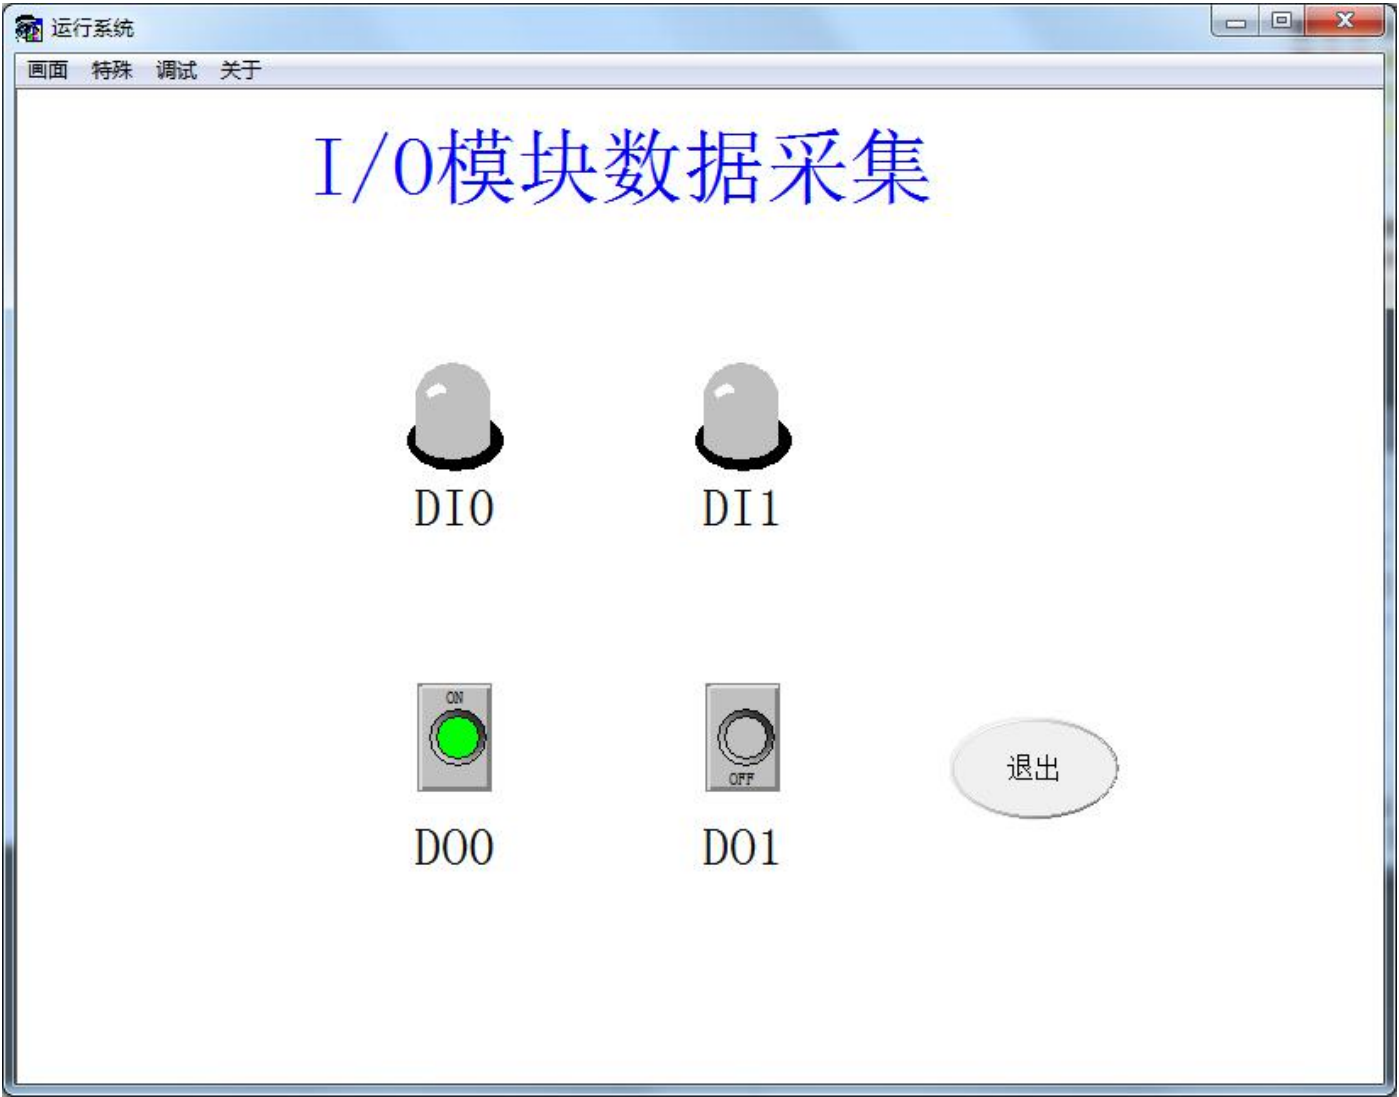 运行系统
画面 特殊 调试 关于
I/O模块数据采集
DI0 DI1
ON
OFF
退出
DO0 DO1